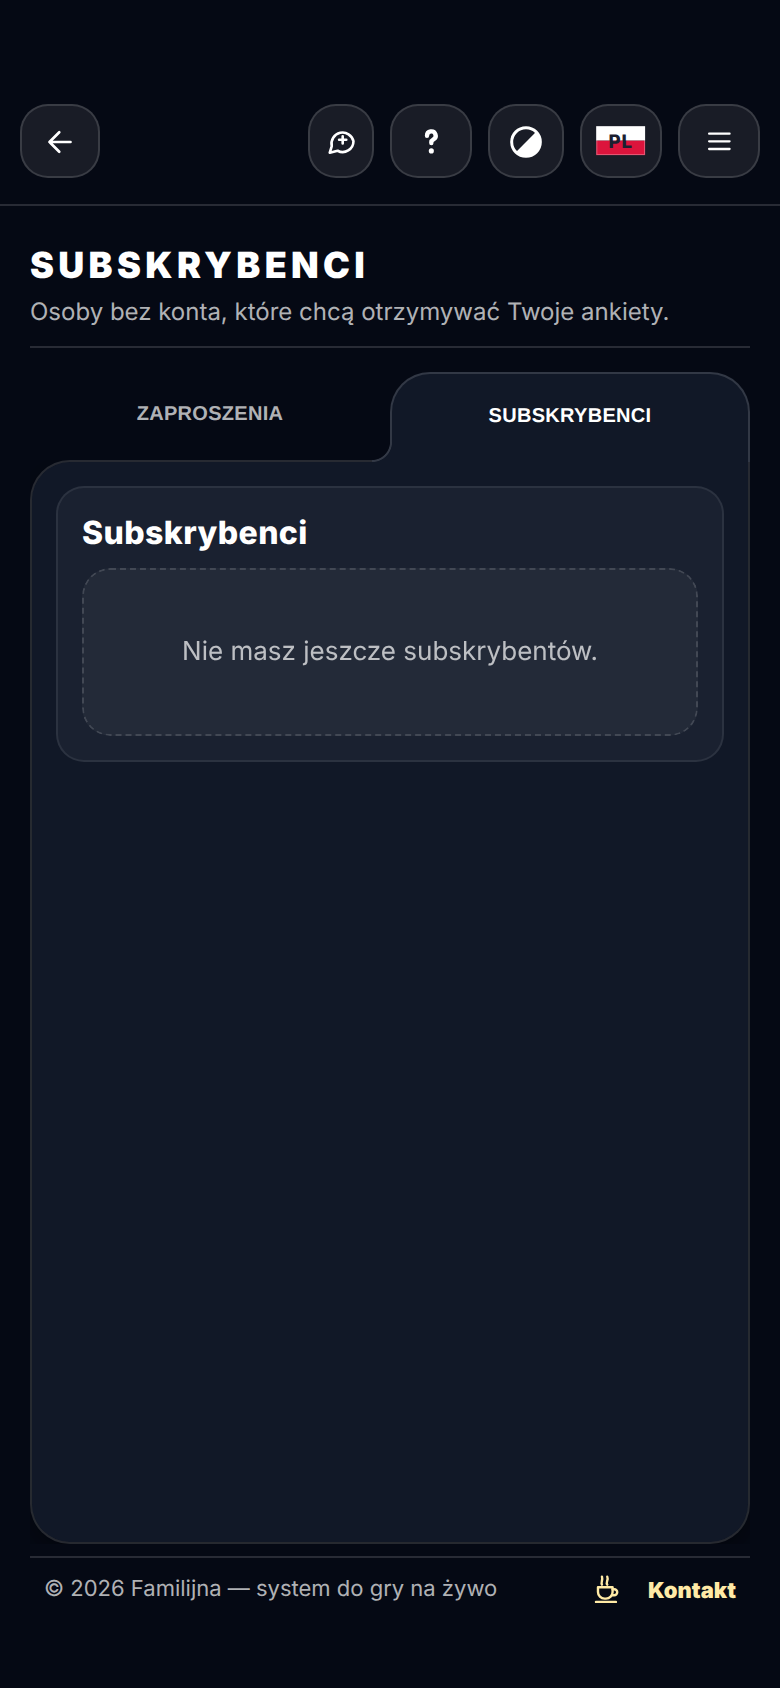 ?
PL
SUBSKRYBENCI
Osoby bez konta, które chcą otrzymywać Twoje ankiety.
ZAPROSZENIA
SUBSKRYBENCI
Subskrybenci
Nie masz jeszcze subskrybentów.
© 2026 Familijna — system do gry na żywo
Kontakt